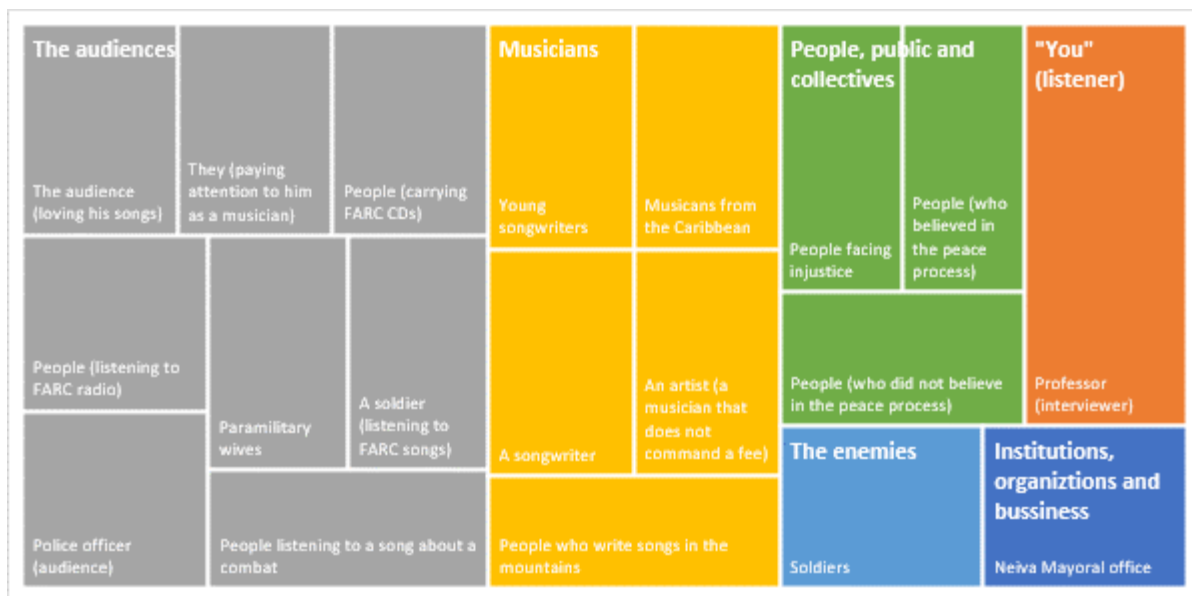 The audiences
The audience
(loving his songs)
They (paying
attention to him
as a musician)
People (carrying
FARC CDs)
People (listening to
FARC radio)
Paramilitary
wives
A soldier
(listening to
FARC songs)
Police officer
(audience)
People listening to a song about a
combat
Musicians
Young
songwriters
Musicans from
the Caribbean
A songwriter
An artist (a
musician that
does not
command a fee)
People who write songs in the
mountains
People, public and
collectives
People facing
injustice
People (who
believed in
the peace
process)
People (who did not believe
in the peace process)
"You"
(listener)
Professor
(interviewer)
The enemies
Soldiers
Institutions,
organiztions and
bussiness
Neiva Mayoral office